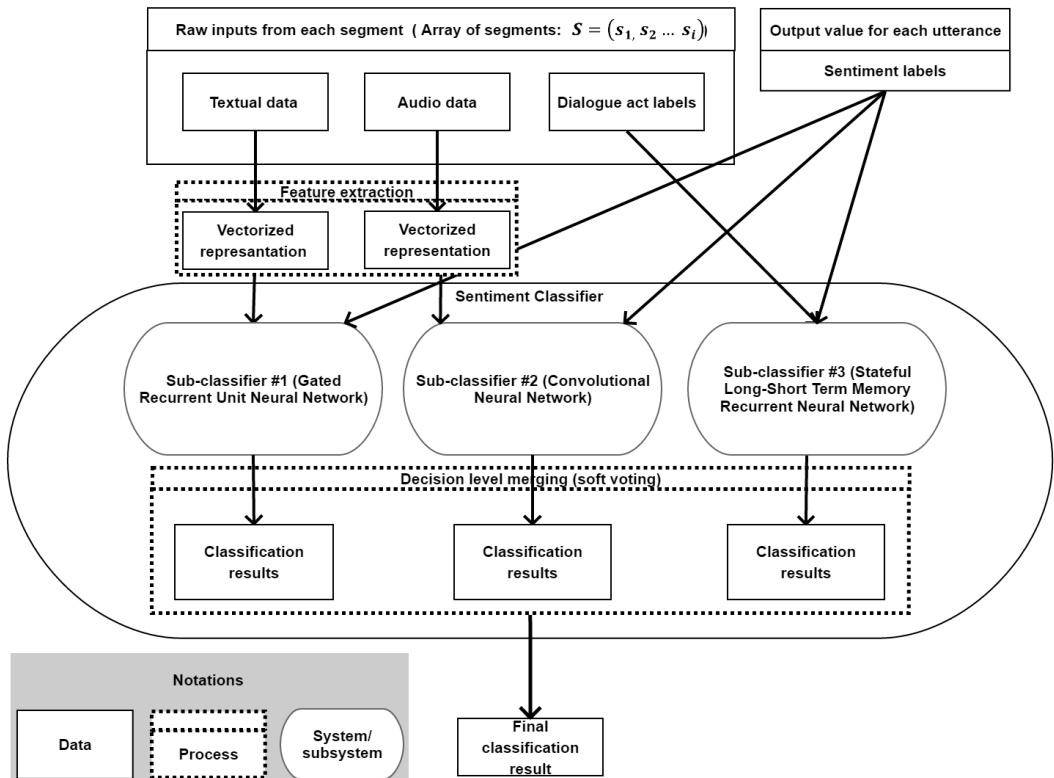 Raw inputs from each segment ( Array of segments: S = (s₁, s₂ … sᵢ))
Output value for each utterance
Sentiment labels
Textual data
Audio data
Dialogue act labels
Feature extraction
Vectorized
represantation
Vectorized
representation
Sentiment Classifier
Sub-classifier #1 (Gated
Recurrent Unit Neural Network)
Sub-classifier #2 (Convolutional
Neural Network)
Sub-classifier #3 (Stateful
Long-Short Term Memory
Recurrent Neural Network)
Decision level merging (soft voting)
Classification
results
Classification
results
Classification
results
Notations
Data
Process
System/
subsystem
Final
classification
result